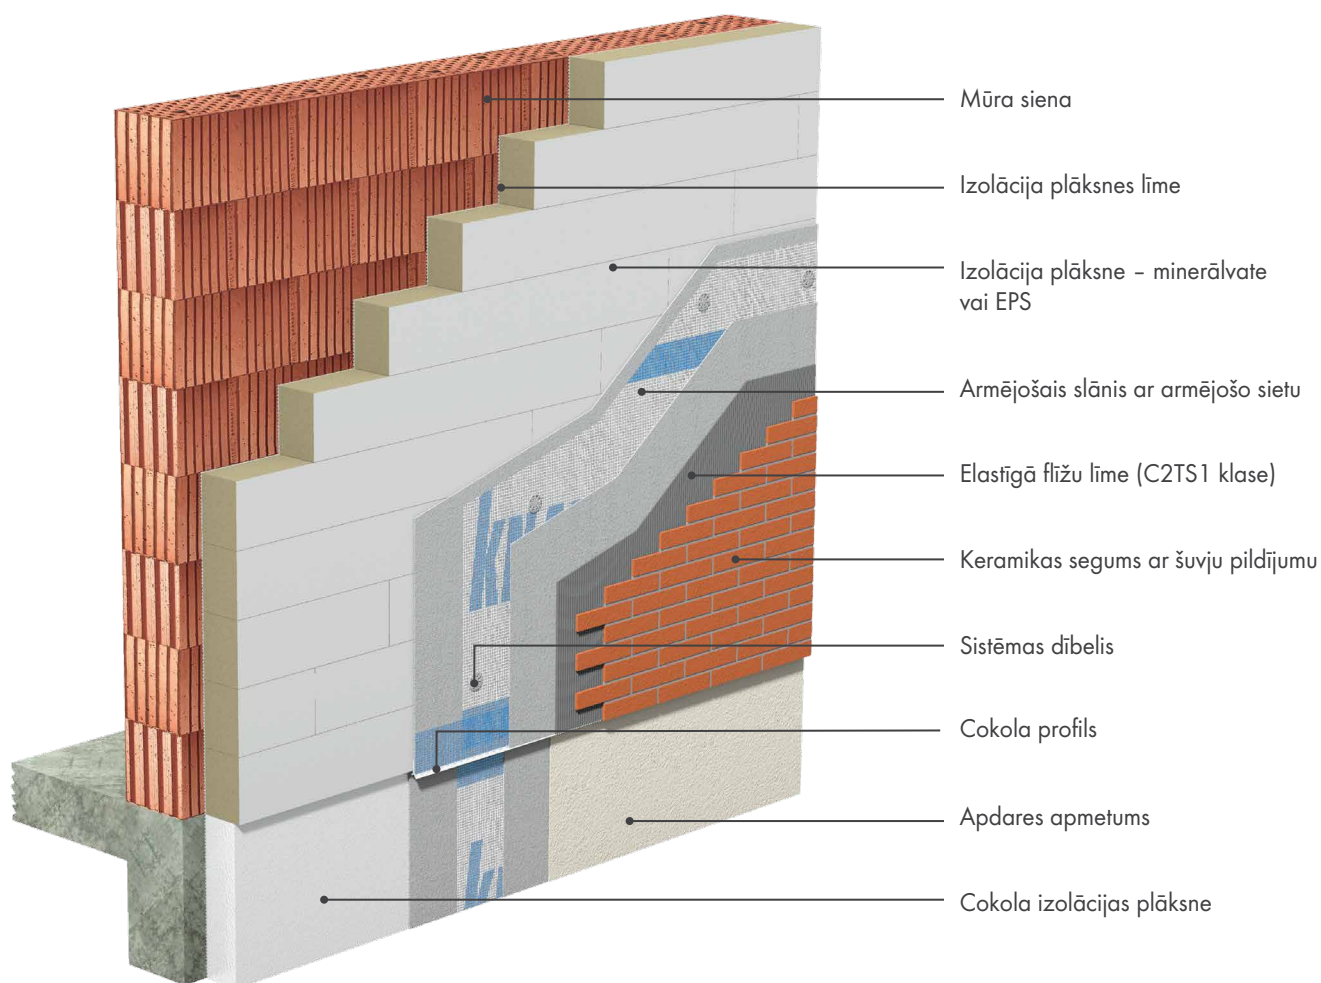 Mūra siena
Izolācija plāksnes līme
Izolācija plāksne – minerālvate
vai EPS
Armējošais slānis ar armējošo sietu
Elastīgā flīžu līme (C2TS1 klase)
Keramikas segums ar šuvju pildījumu
Sistēmas dībelis
Cokola profils
Apdares apmetums
Cokola izolācijas plāksne